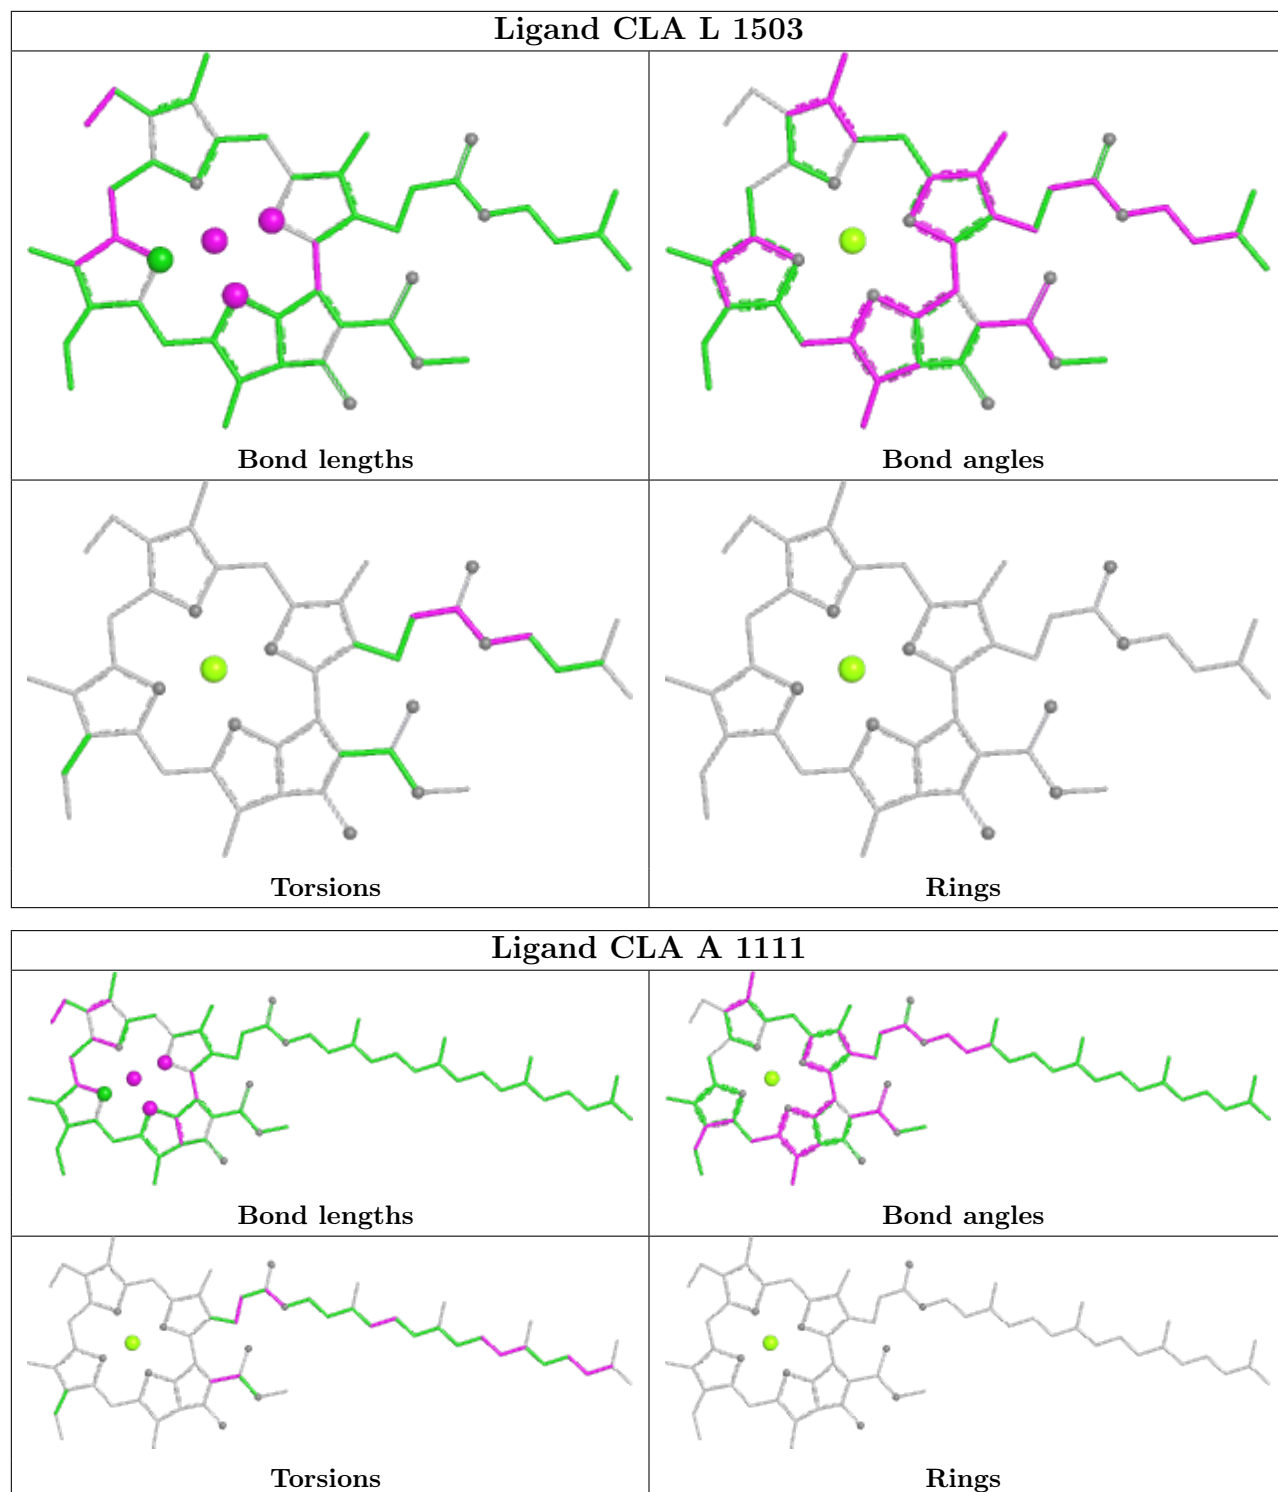 Ligand CLA L 1503
Bond lengths
Bond angles
Torsions
Rings
Ligand CLA A 1111
Bond lengths
Bond angles
Torsions
Rings